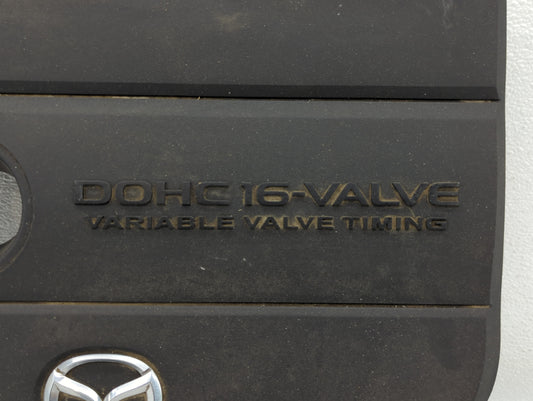 DOHC 16-VALVE
VARIABLE VALVE TIMING